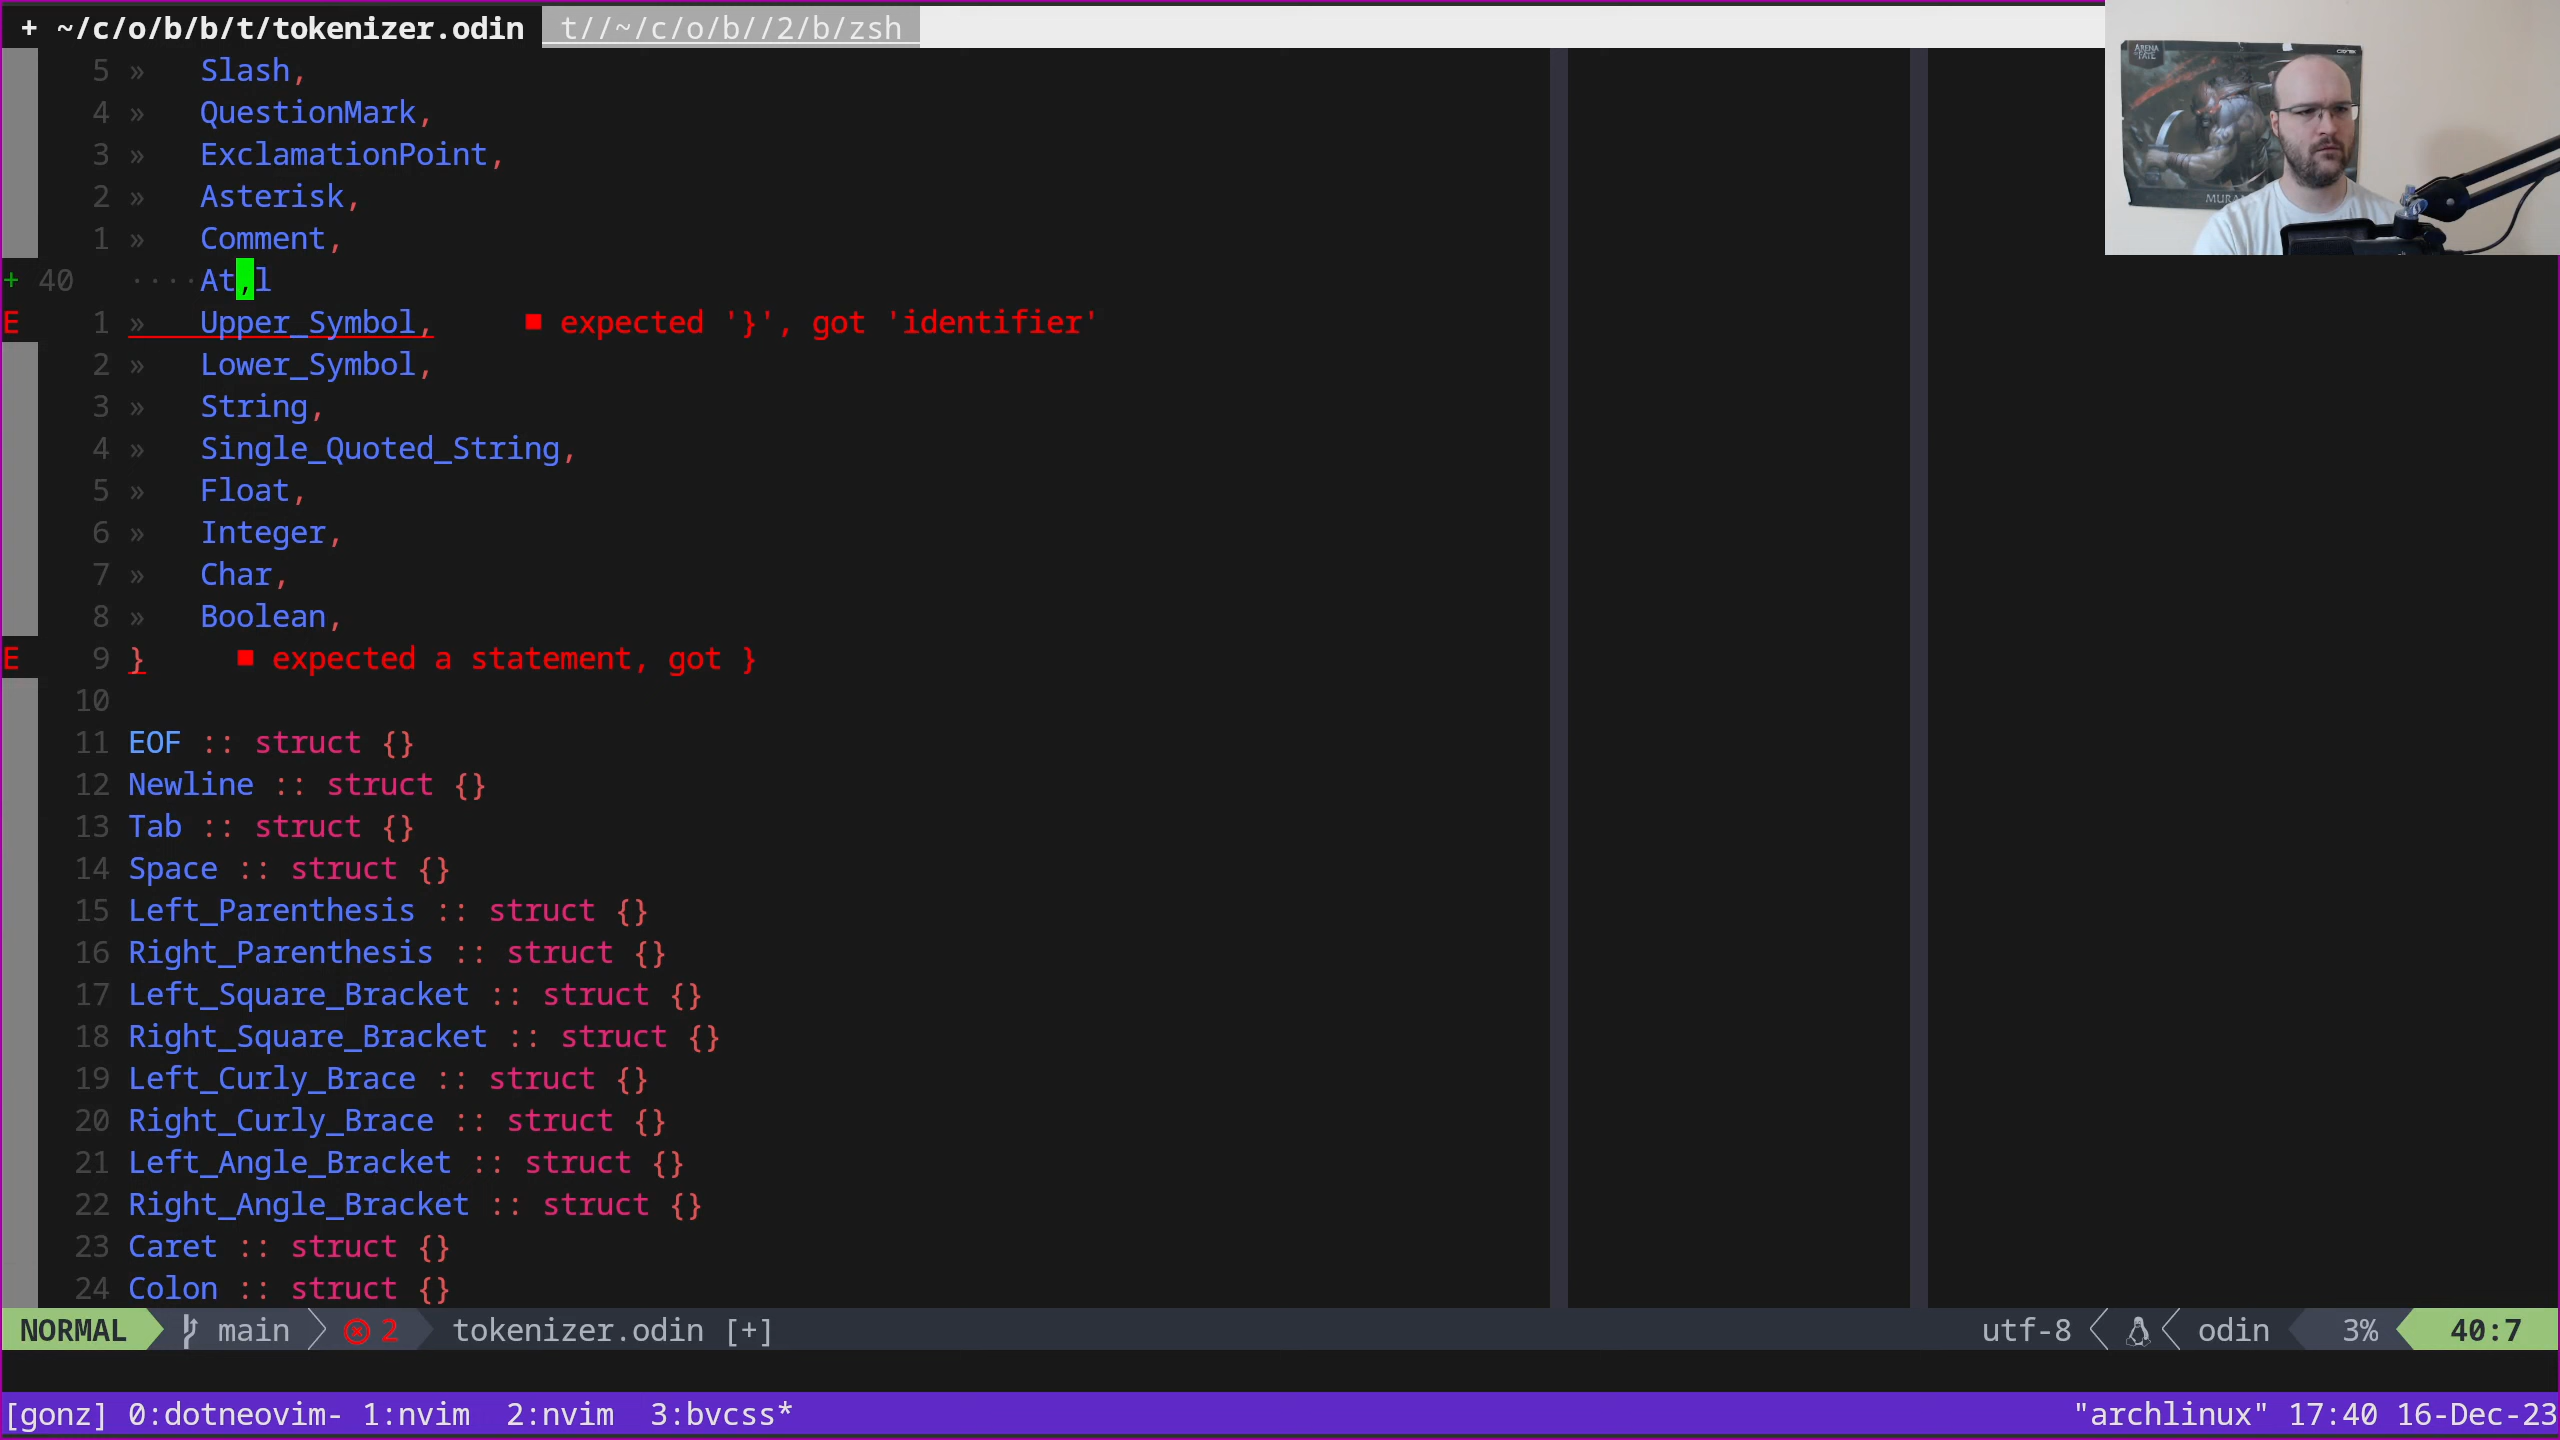 + ~/c/o/b/b/t/tokenizer.odin t//~/c/o/b//2/b/zsh
ARENA of FATE
5 » Slash,
4 » QuestionMark,
3 » ExclamationPoint,
2 » Asterisk,
1 » Comment,
+ 40 ····At,l
E 1 » Upper_Symbol, ■ expected '}', got 'identifier'
2 » Lower_Symbol,
3 » String,
4 » Single_Quoted_String,
5 » Float,
6 » Integer,
7 » Char,
8 » Boolean,
E 9 } ■ expected a statement, got }
10
11 EOF :: struct {}
12 Newline :: struct {}
13 Tab :: struct {}
14 Space :: struct {}
15 Left_Parenthesis :: struct {}
16 Right_Parenthesis :: struct {}
17 Left_Square_Bracket :: struct {}
18 Right_Square_Bracket :: struct {}
19 Left_Curly_Brace :: struct {}
20 Right_Curly_Brace :: struct {}
21 Left_Angle_Bracket :: struct {}
22 Right_Angle_Bracket :: struct {}
23 Caret :: struct {}
24 Colon :: struct {}
NORMAL main 2 tokenizer.odin [+] utf-8 odin 3% 40:7
[gonz] 0:dotneovim- 1:nvim 2:nvim 3:bvcss* "archlinux" 17:40 16-Dec-23